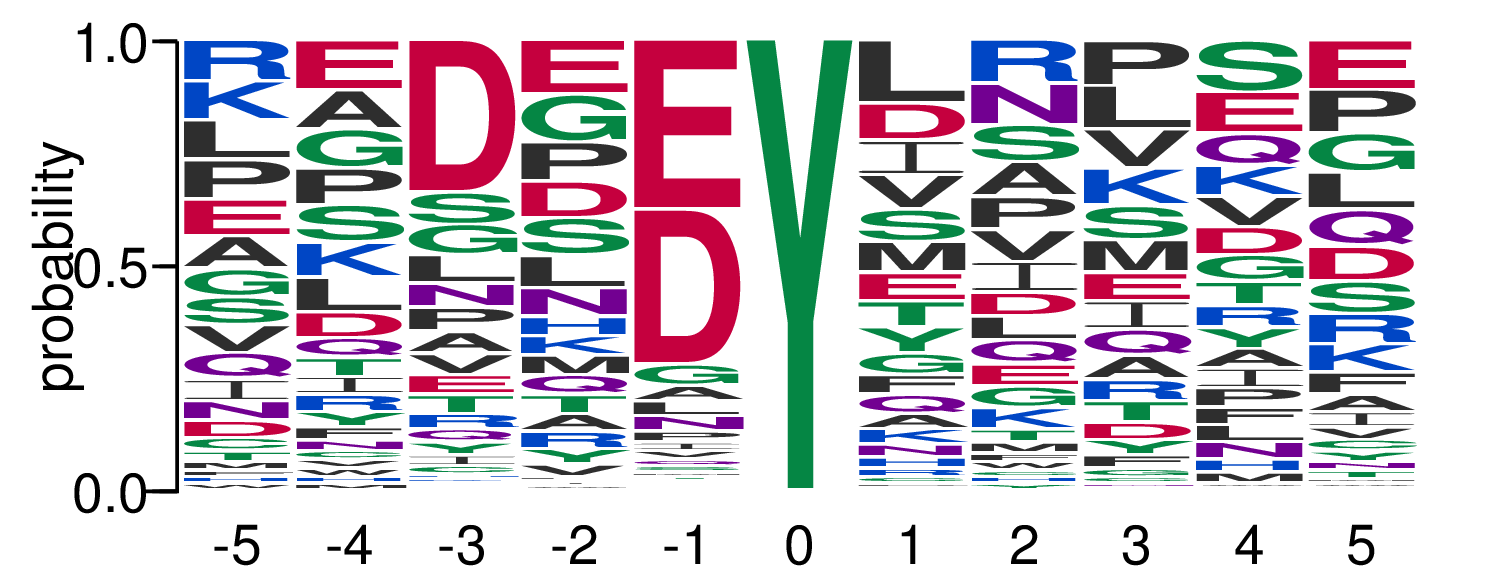 probability
1.0
0.5
0.0
R K L P E A G S V Q I N D C T M
E A G P S K L D Q T I R Y F N
D S G L N P A V E T R Q Y I C
E G P D S L N H K M Q T A R Y V
E D G A L N P
Y
L D I V S M E T Y G F Q A K N H R
R N S A P V I D L Q E G K T M F
P L V K S M E I Q A R T D Y F
S E Q K V D G T R Y A I P F L N H M
E P G L Q D S R K F A I V C Y N
-5 -4 -3 -2 -1 0 1 2 3 4 5